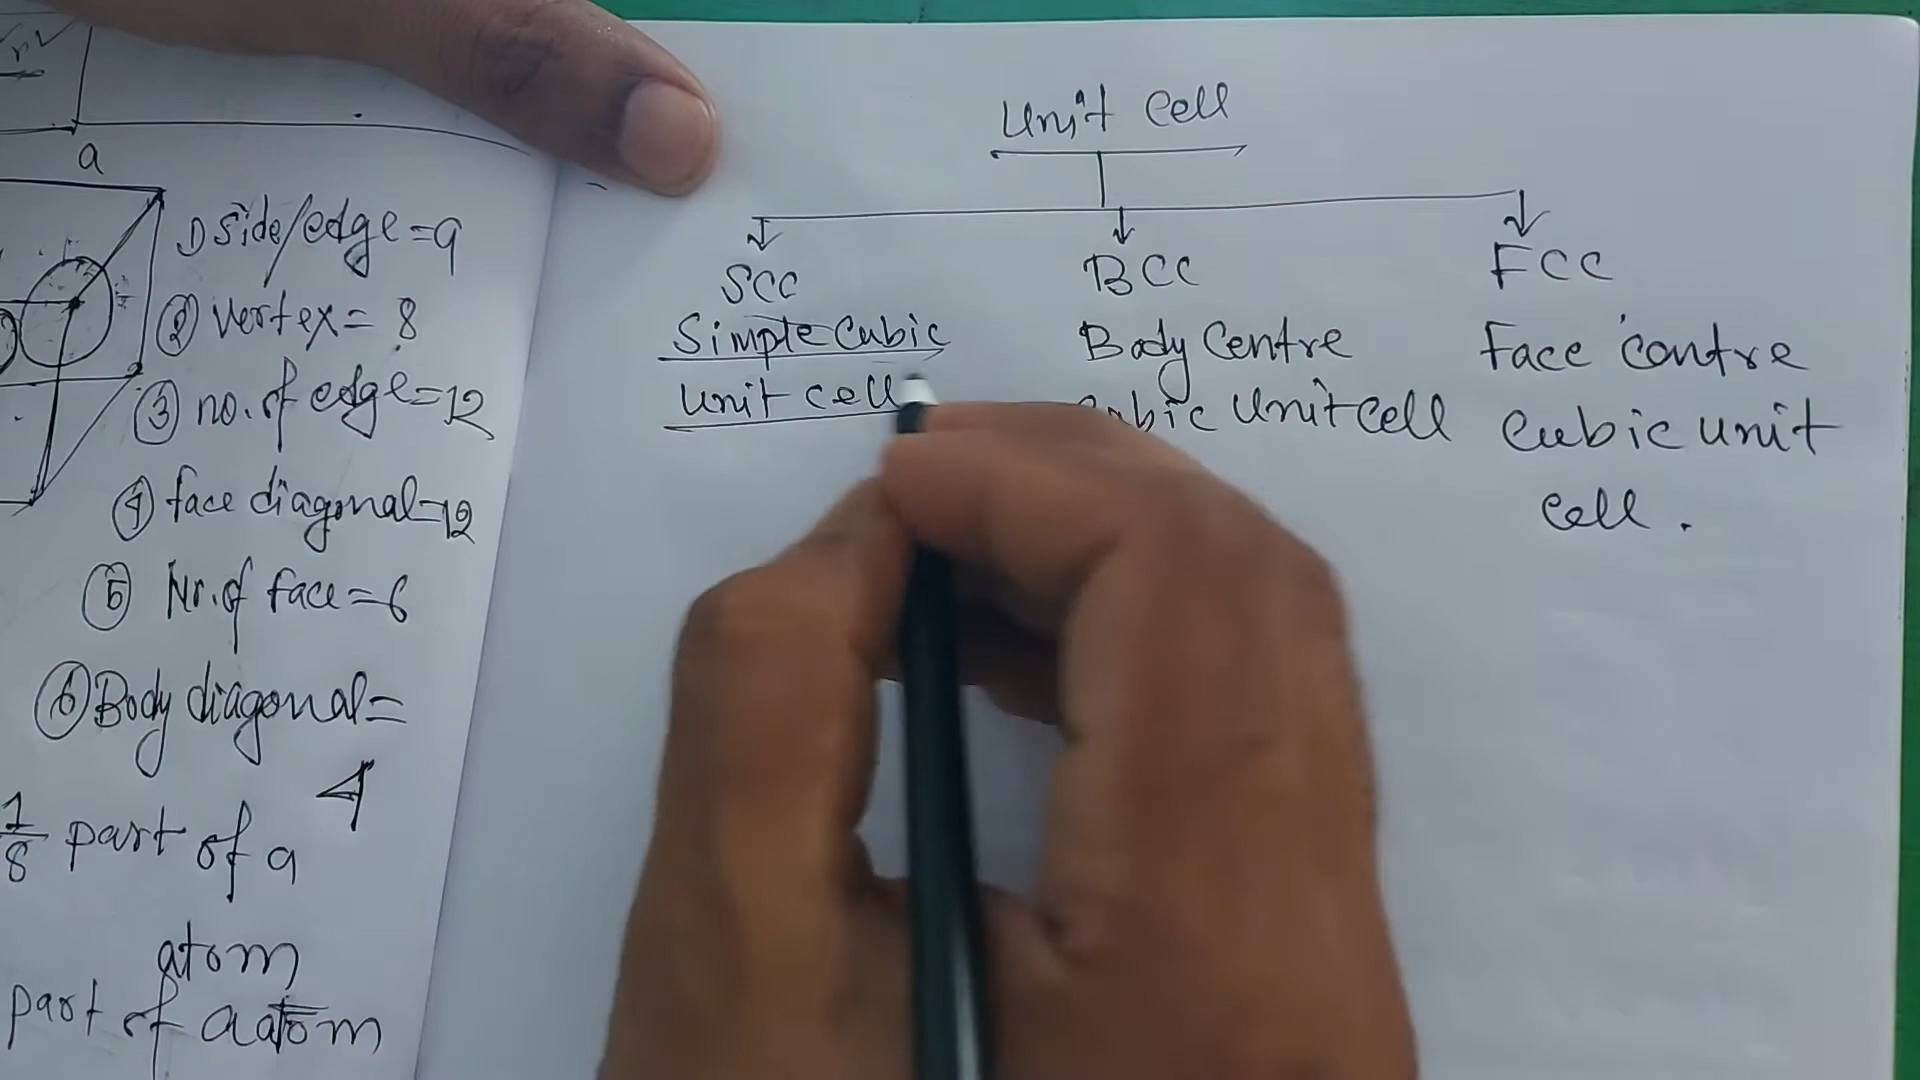 a
1) Side/edge=a
② vertex= 8
③ no. of edge=12
④ face diagonal=12
⑤ Nr. of face=6
⑥ Body diagonal=
4
1/8 part of a
atom
part of a atom
Unit Cell
SCC BCC FCC
Simple Cubic Body Centre Face centre
Unit cell Cubic Unit Cell Cubic unit
cell.